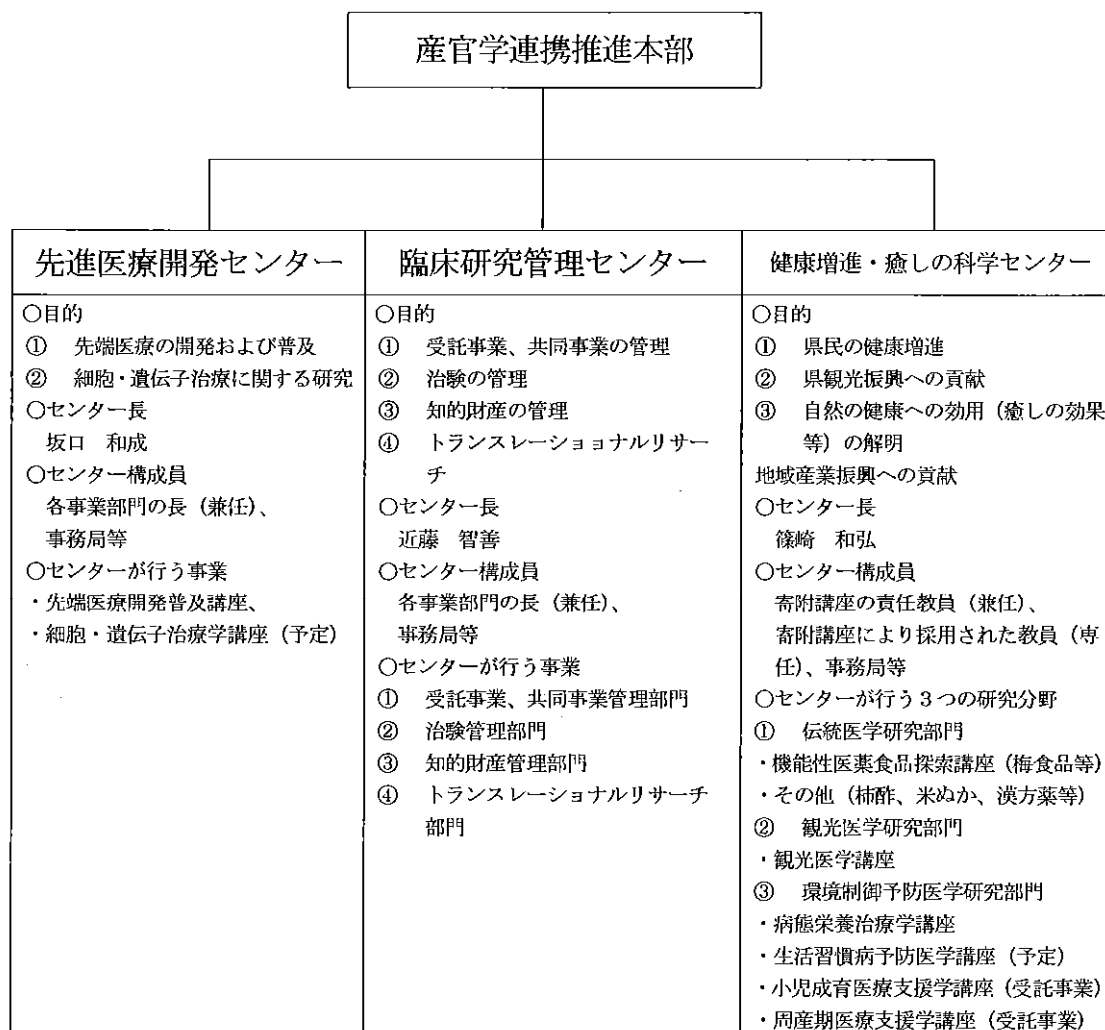 産官学連携推進本部
先進医療開発センター
○目的
① 先端医療の開発および普及
② 細胞・遺伝子治療に関する研究
○センター長
坂口 和成
○センター構成員
各事業部門の長（兼任）、
事務局等
○センターが行う事業
・先端医療開発普及講座、
・細胞・遺伝子治療学講座（予定）
臨床研究管理センター
○目的
① 受託事業、共同事業の管理
② 治験の管理
③ 知的財産の管理
④ トランスレーショョナルリサー
チ
○センター長
近藤 智善
○センター構成員
各事業部門の長（兼任）、
事務局等
○センターが行う事業
① 受託事業、共同事業管理部門
② 治験管理部門
③ 知的財産管理部門
④ トランスレーショナルリサーチ
部門
健康増進・癒しの科学センター
○目的
① 県民の健康増進
② 県観光振興への貢献
③ 自然の健康への効用（癒しの効果
等）の解明
地域産業振興への貢献
○センター長
篠崎 和弘
○センター構成員
寄附講座の責任教員（兼任）、
寄附講座により採用された教員（専
任）、事務局等
○センターが行う３つの研究分野
① 伝統医学研究部門
・機能性医薬食品探索講座（梅食品等）
・その他（柿酢、米ぬか、漢方薬等）
② 観光医学研究部門
・観光医学講座
③ 環境制御予防医学研究部門
・病態栄養治療学講座
・生活習慣病予防医学講座（予定）
・小児成育医療支援学講座（受託事業）
・周産期医療支援学講座（受託事業）